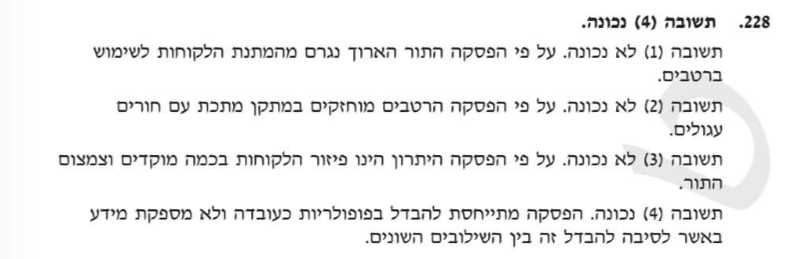 228. תשובה (4) נכונה.
תשובה (1) לא נכונה. על פי הפסקה התור הארוך נגרם מהמתנת הלקוחות לשימוש
ברטבים.
תשובה (2) לא נכונה. על פי הפסקה הרטבים מוחזקים במתקן מתכת עם חורים
עגולים.
תשובה (3) לא נכונה. על פי הפסקה היתרון הינו פיזור הלקוחות בכמה מוקדים וצמצום
התור.
תשובה (4) נכונה. הפסקה מתייחסת להבדל בפופולריות כעובדה ולא מספקת מידע
באשר לסיבה להבדל זה בין השילובים השונים.